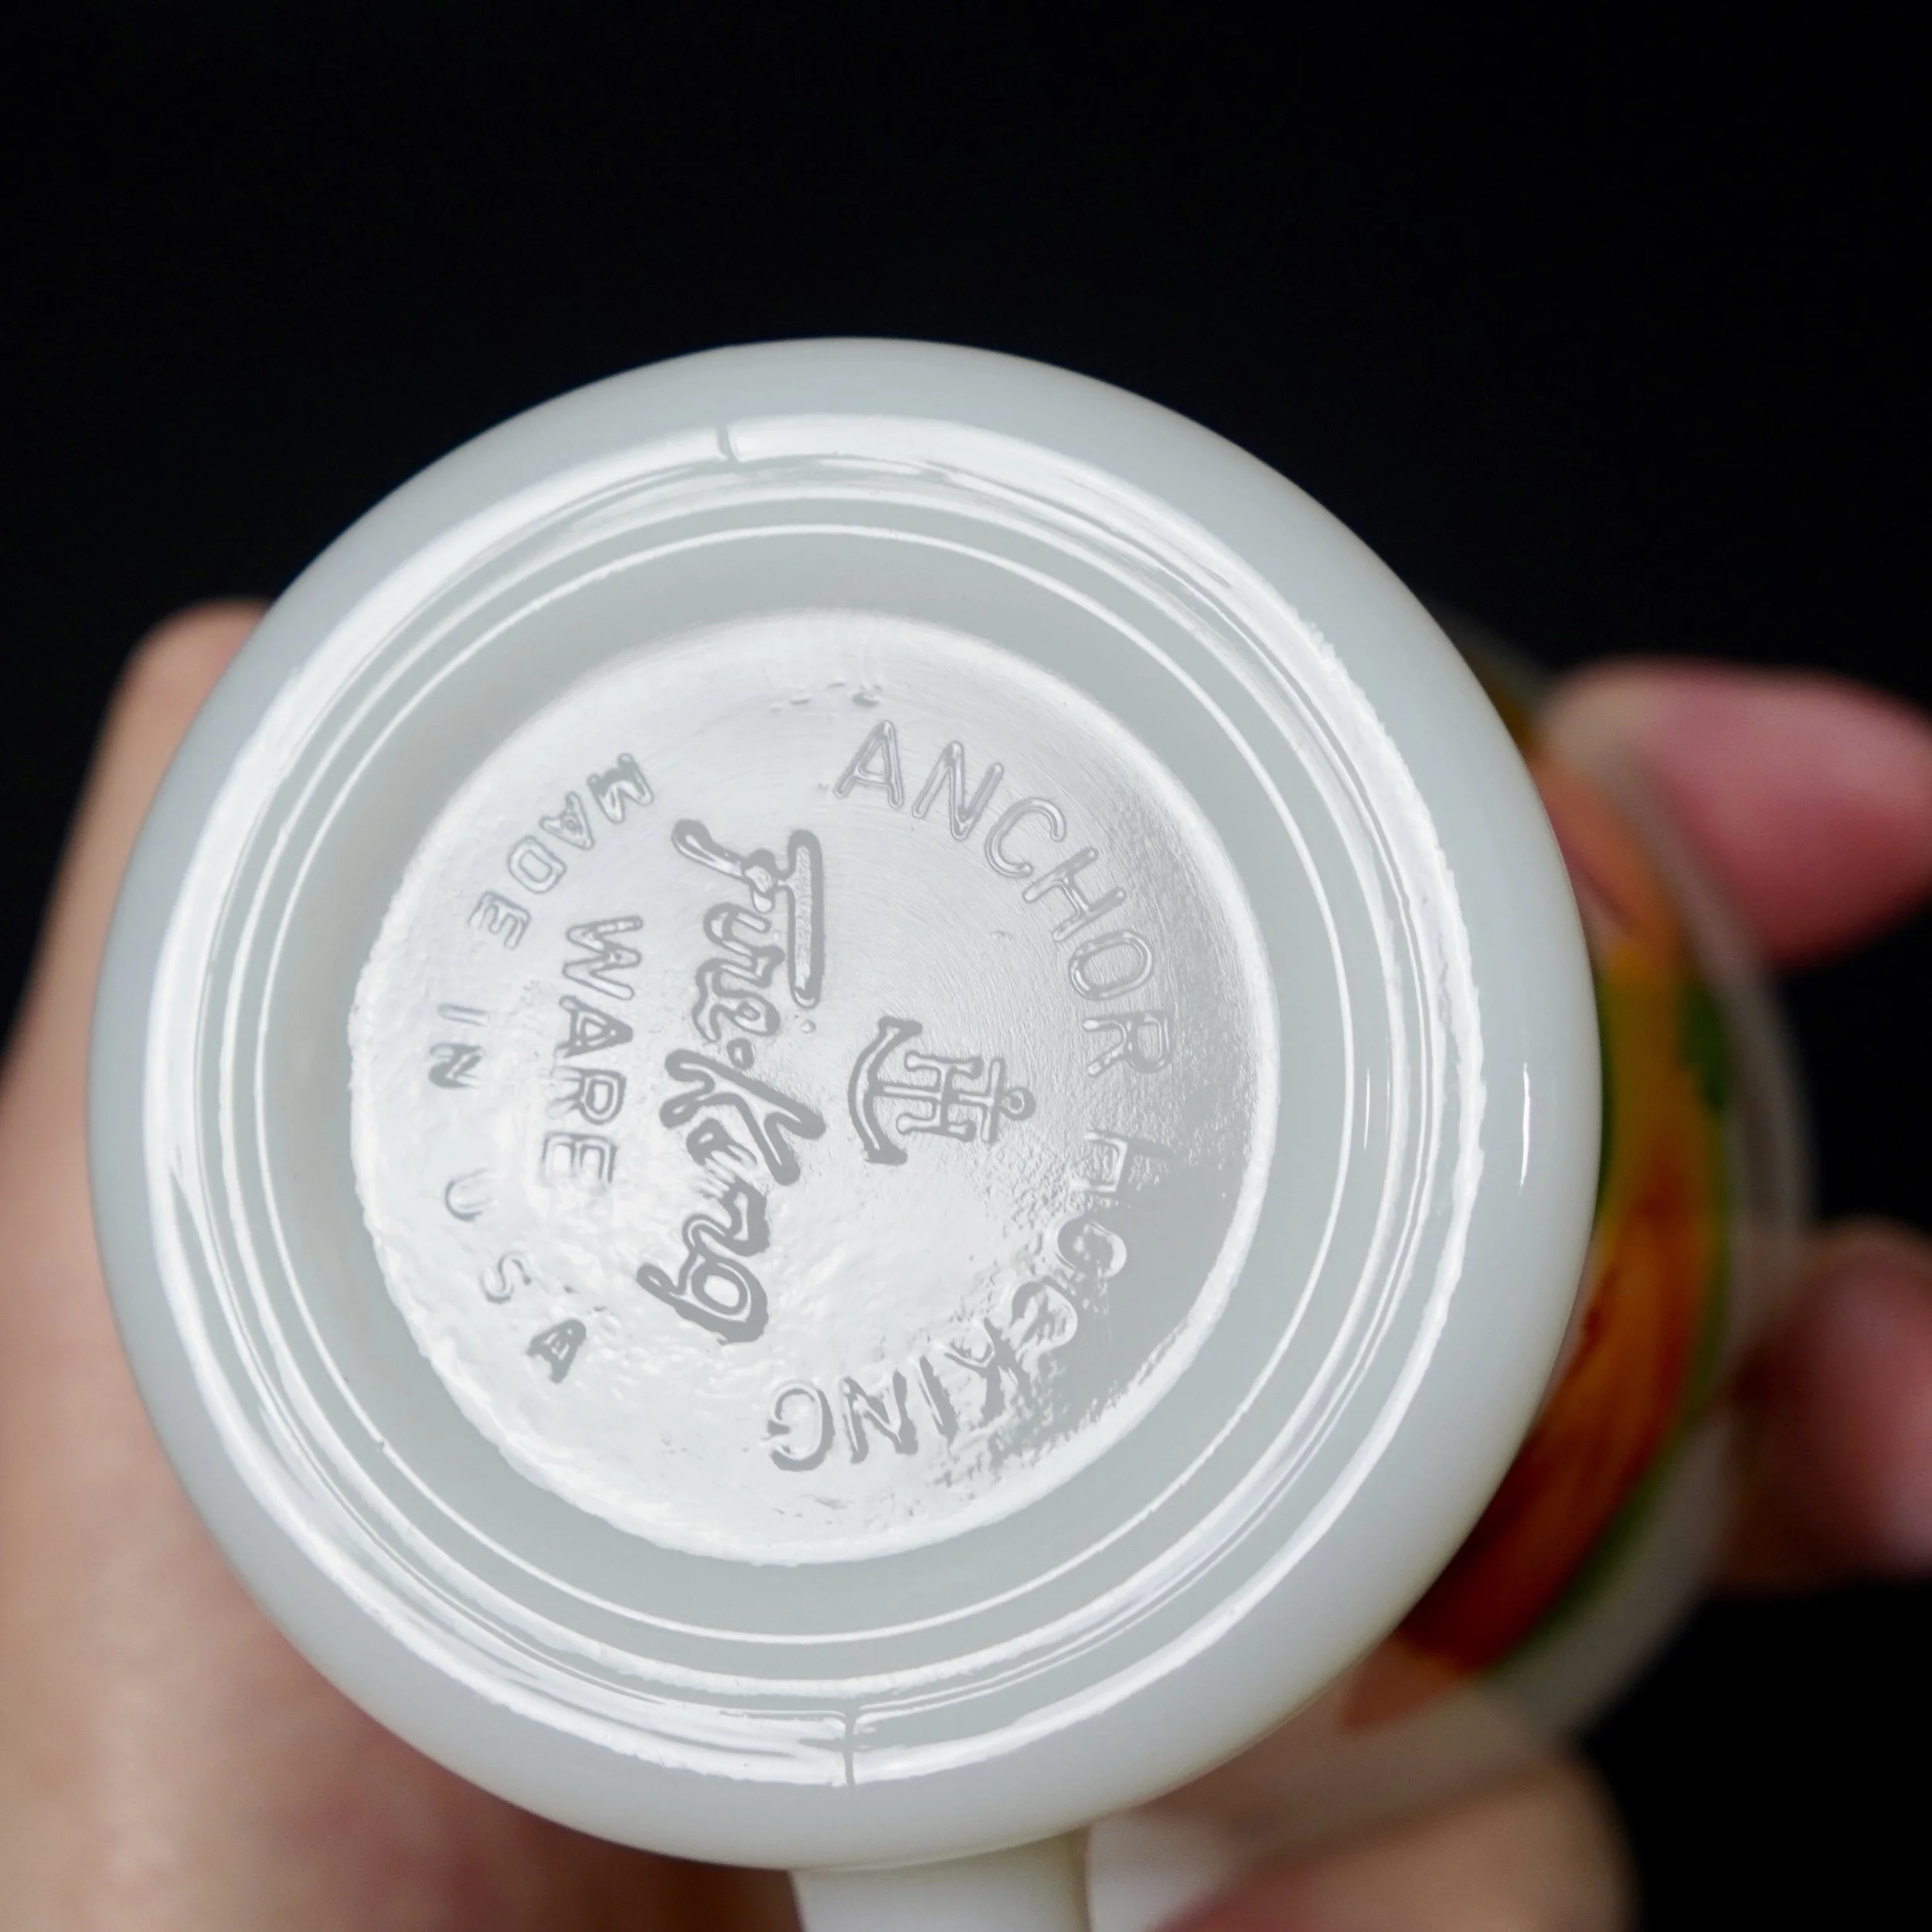 ANCHOR HOCKING
H
Fire-King
WARE
MADE IN USA